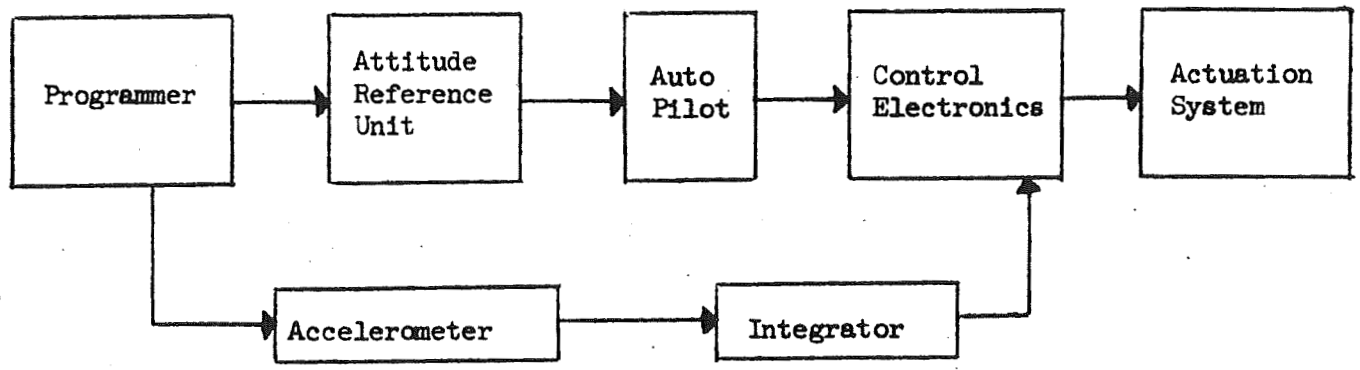 Programmer
Attitude
Reference
Unit
Auto
Pilot
Control
Electronics
Actuation
System
Accelerometer
Integrator